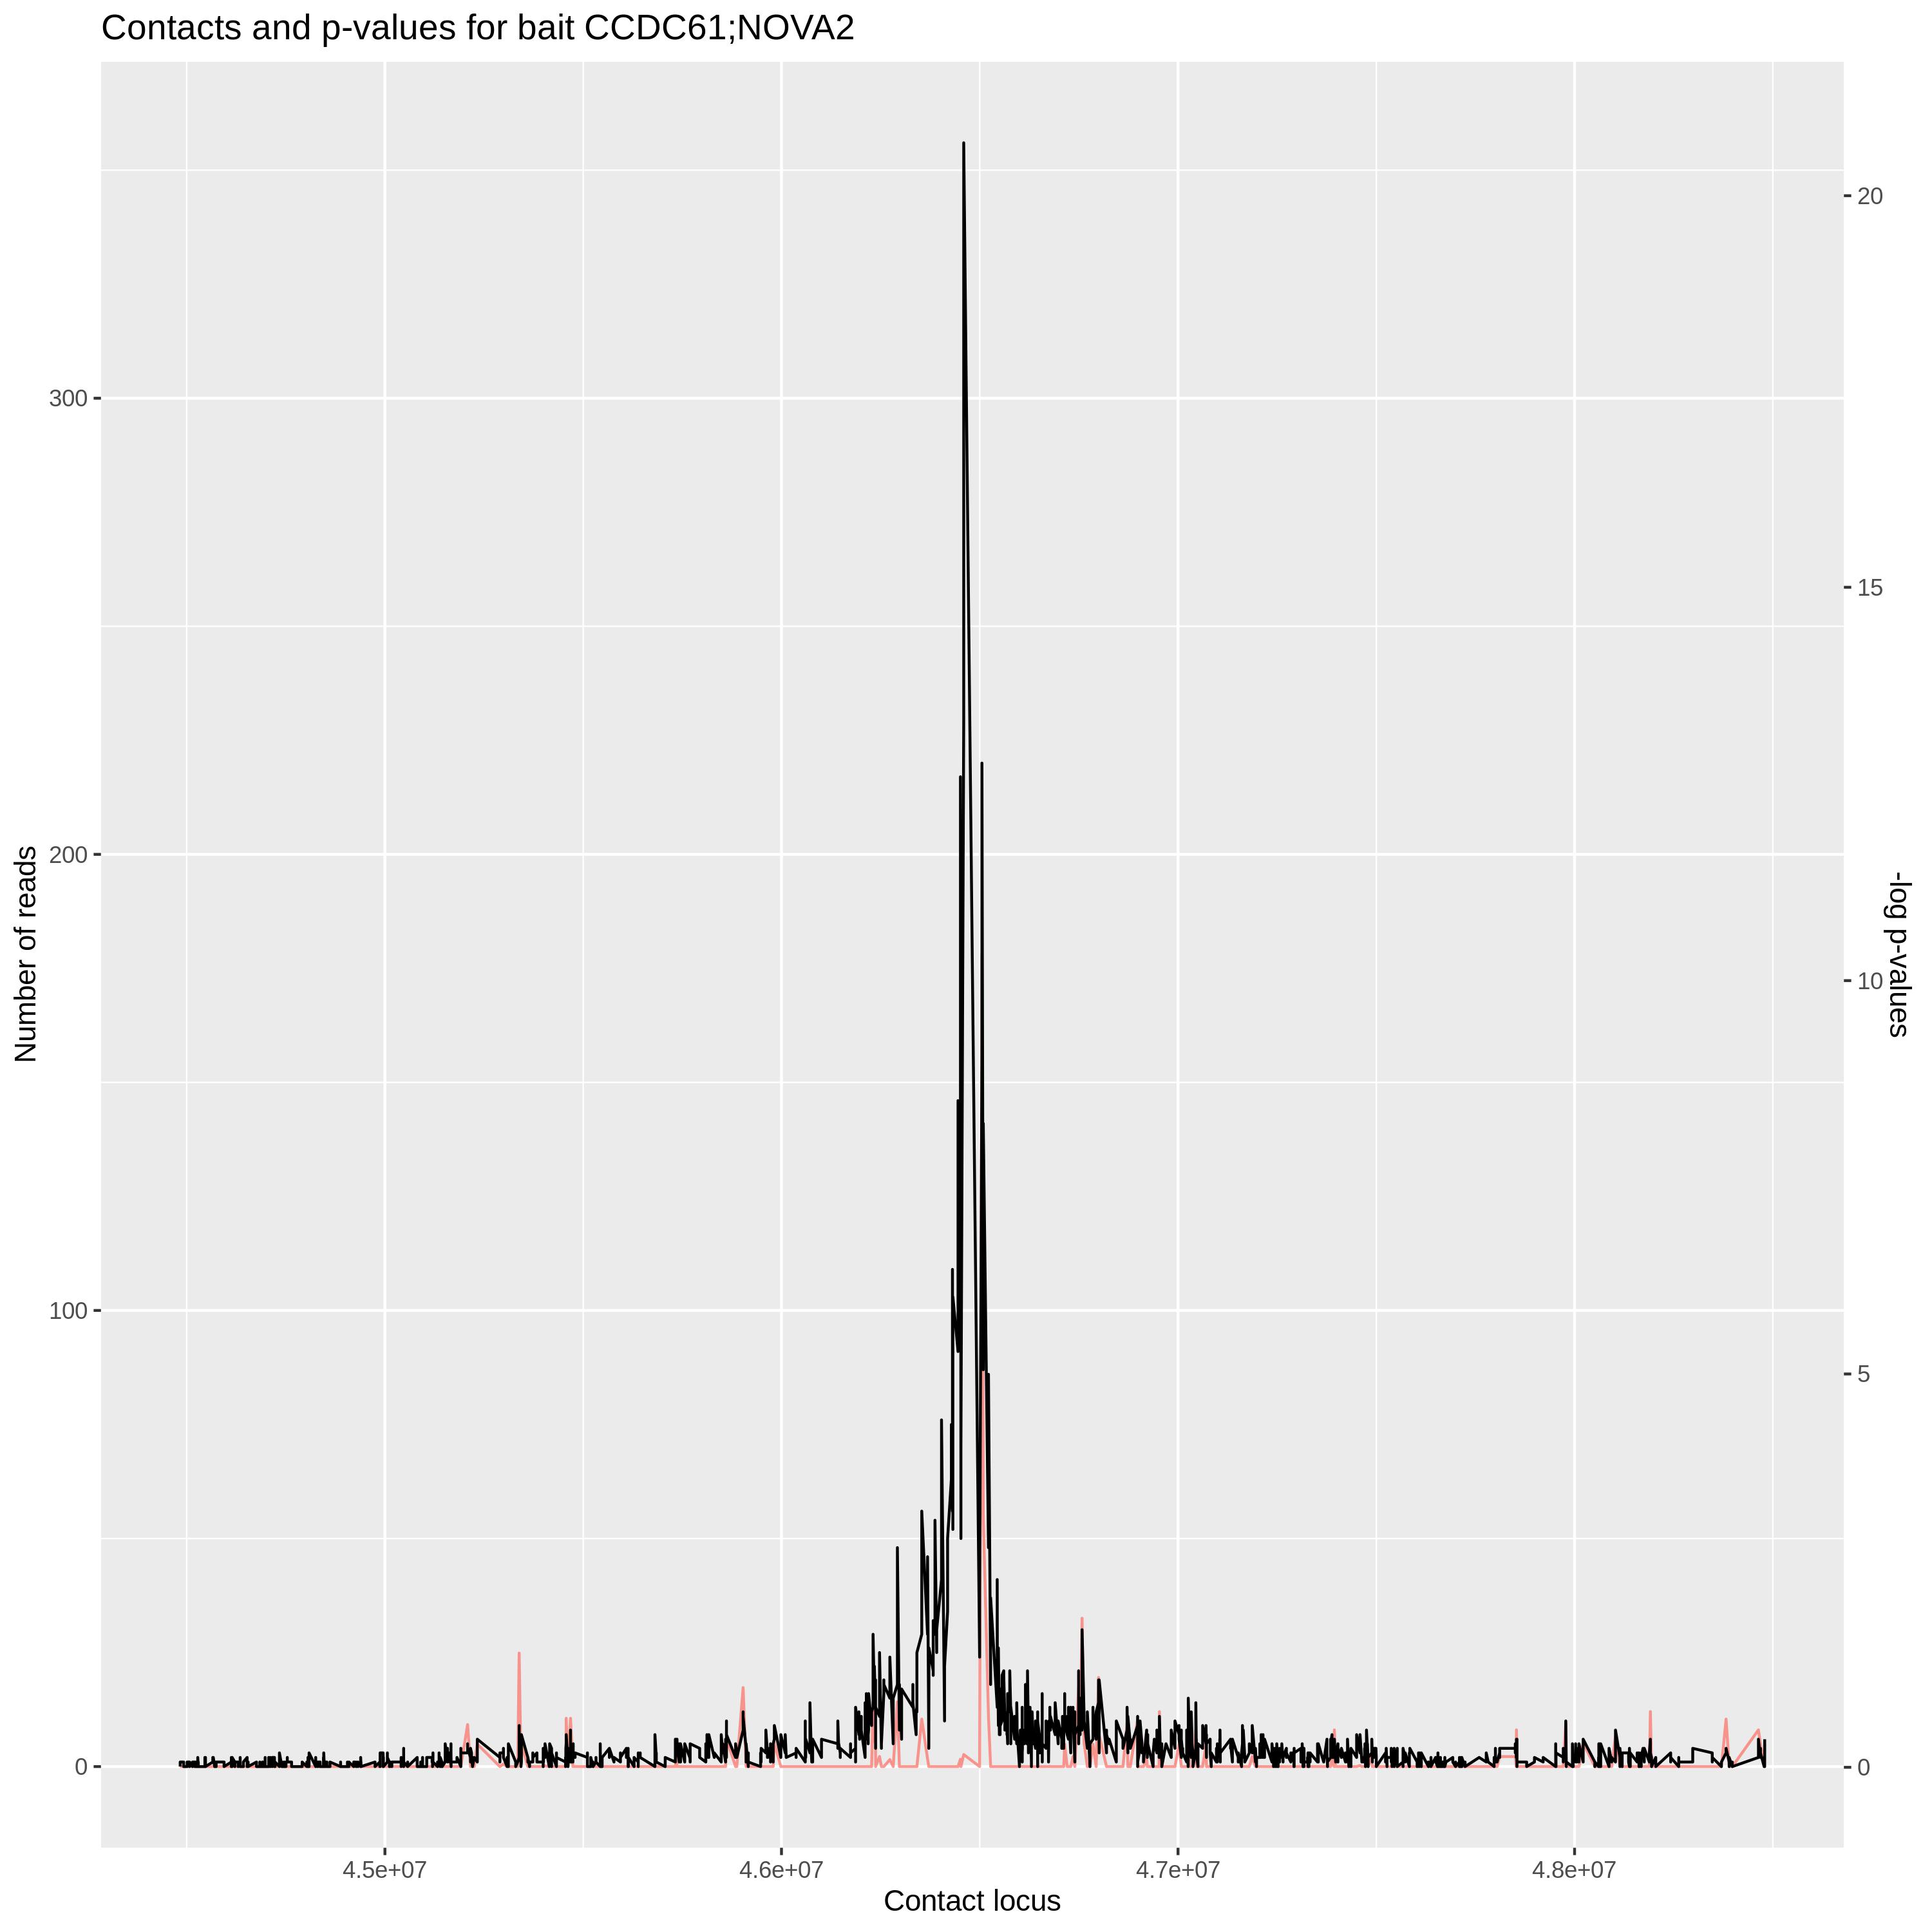 Contacts and p-values for bait CCDC61;NOVA2
300
200
100
0
Number of reads
20
15
10
5
0
-log p-values
4.5e+07 4.6e+07 4.7e+07 4.8e+07
Contact locus